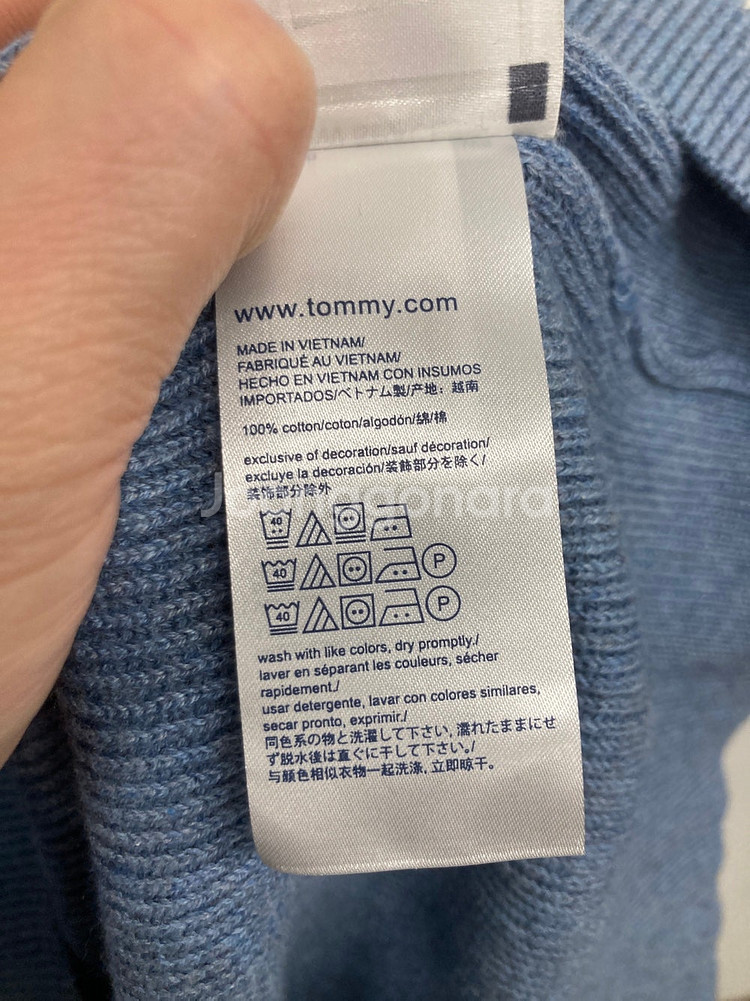 www.tommy.com
MADE IN VIETNAM/
FABRIQUÉ AU VIETNAM/
HECHO EN VIETNAM CON INSUMOS
IMPORTADOS/ベトナム製/产地: 越南
100% cotton/coton/algodón/綿/棉
exclusive of decoration/sauf décoration/
excluye la decoración/装飾部分を除く/
装饰部分除外
Joongonara
40
40 P
40 P
wash with like colors, dry promptly./
laver en séparant les couleurs, sécher
rapidement./
usar detergente, lavar con colores similares,
secar pronto, exprimir./
同色系の物と洗濯して下さい, 濡れたままにせ
ず脱水後は直ぐに干して下さい。/
与颜色相似衣物一起洗涤, 立即晾干。